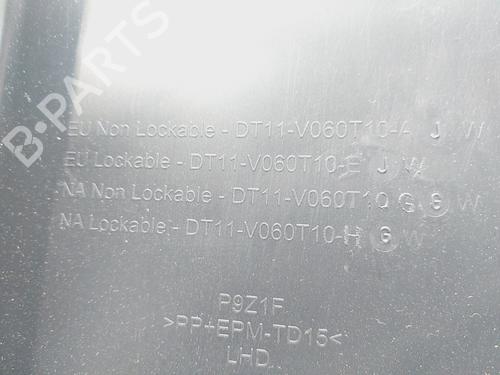 B-PARTS
EU Non Lockable - DT11-V060T10-A J W
EU Lockable - DT11-V060T10-E J W
NA Non Lockable - DT11-V060T10 G S W
NA Lockable - DT11-V060T10-H G W
P9Z1F
>PP+EPM-TD15<
LHD